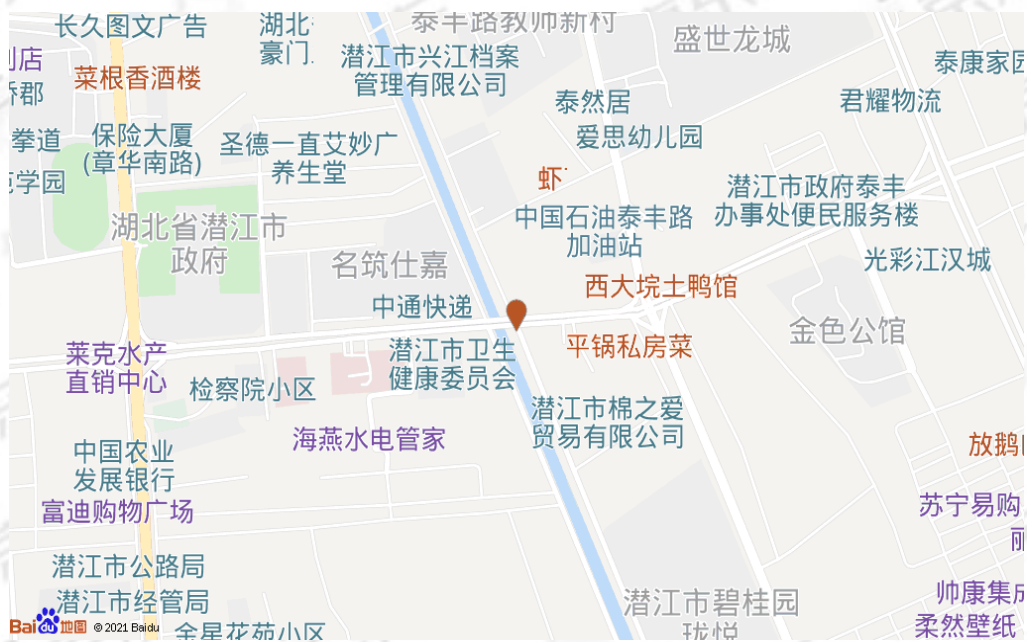 长久图文广告
湖北
豪门
泰丰路教师新村
盛世龙城
潜江市兴江档案
管理有限公司
泰康家园
菜根香酒楼
泰然居
君耀物流
爱思幼儿园
拳道
保险大厦
(章华南路)
圣德一直艾妙广
养生堂
学园
虾
潜江市政府泰丰
办事处便民服务楼
中国石油泰丰路
加油站
湖北省潜江市
政府
名筑仕嘉
光彩江汉城
西大垸土鸭馆
中通快递
金色公馆
莱克水产
直销中心
潜江市卫生
健康委员会
平锅私房菜
检察院小区
潜江市棉之爱
贸易有限公司
海燕水电管家
放鹅
中国农业
发展银行
富迪购物广场
苏宁易购
丽
潜江市公路局
潜江市经管局
帅康集成
潜江市碧桂园
珑悦
柔然壁纸
金星花苑小区
Bai du 地图 © 2021 Baidu